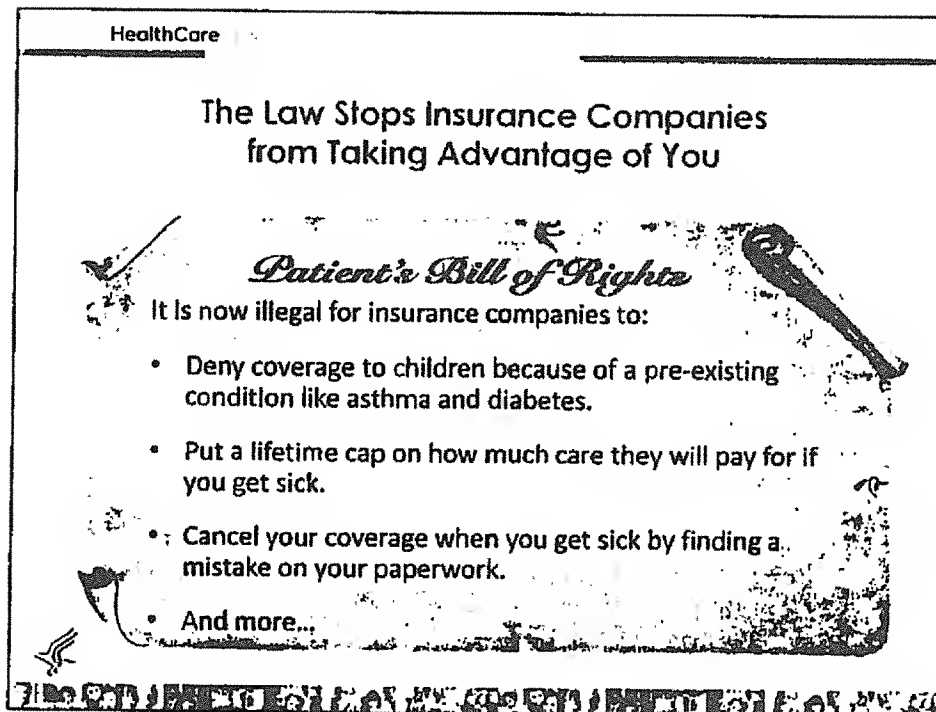 HealthCare
The Law Stops Insurance Companies
from Taking Advantage of You
Patient's Bill of Rights
It is now illegal for insurance companies to:
• Deny coverage to children because of a pre-existing
condition like asthma and diabetes.
• Put a lifetime cap on how much care they will pay for if
you get sick.
• Cancel your coverage when you get sick by finding a
mistake on your paperwork.
• And more...